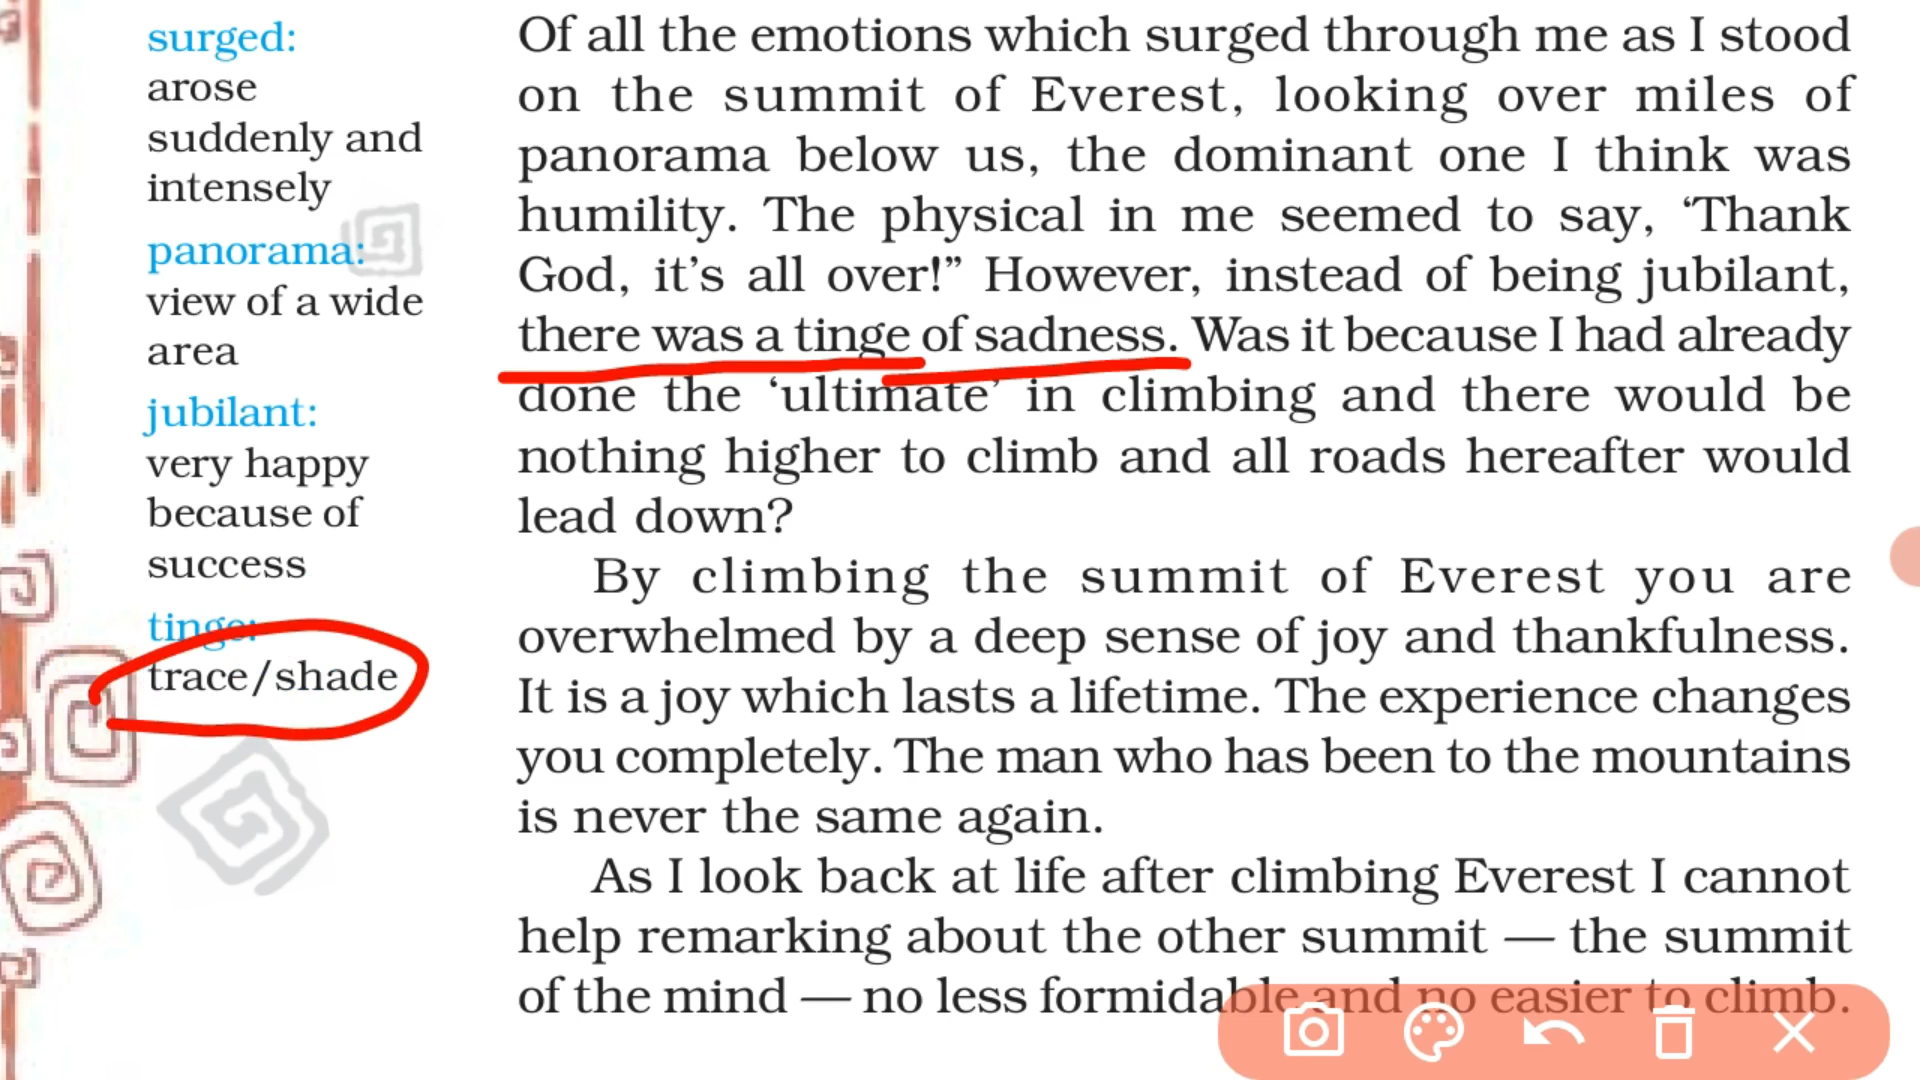 surged:
arose
suddenly and
intensely
panorama:
view of a wide
area
jubilant:
very happy
because of
success
tinge:
trace/shade
Of all the emotions which surged through me as I stood
on the summit of Everest, looking over miles of
panorama below us, the dominant one I think was
humility. The physical in me seemed to say, ‘Thank
God, it’s all over!” However, instead of being jubilant,
there was a tinge of sadness. Was it because I had already
done the ‘ultimate’ in climbing and there would be
nothing higher to climb and all roads hereafter would
lead down?
By climbing the summit of Everest you are
overwhelmed by a deep sense of joy and thankfulness.
It is a joy which lasts a lifetime. The experience changes
you completely. The man who has been to the mountains
is never the same again.
As I look back at life after climbing Everest I cannot
help remarking about the other summit — the summit
of the mind — no less formidable and no easier to climb.